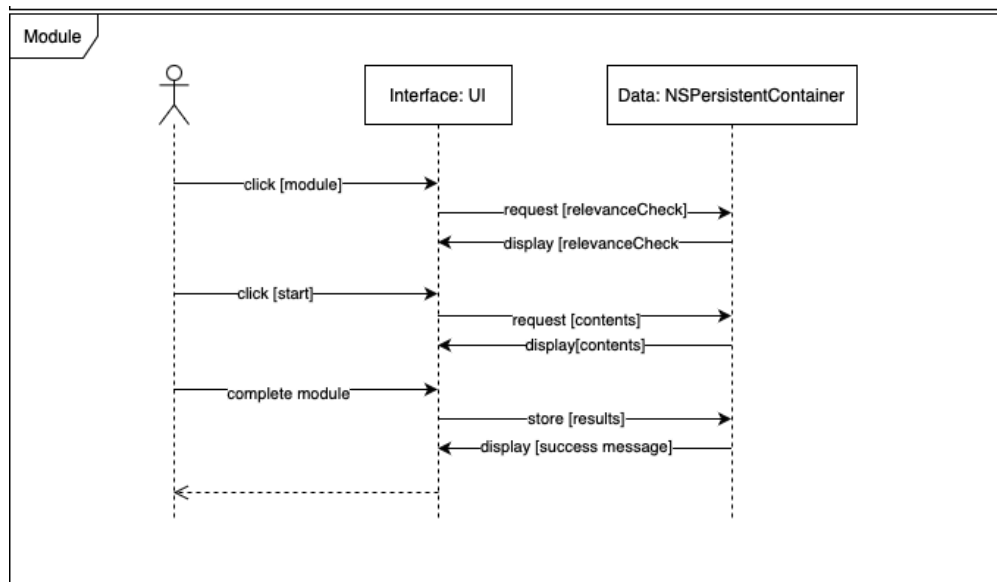 Module
Interface: UI
Data: NSPersistentContainer
click [module]
request [relevanceCheck]
display [relevanceCheck
click [start]
request [contents]
display[contents]
complete module
store [results]
display [success message]